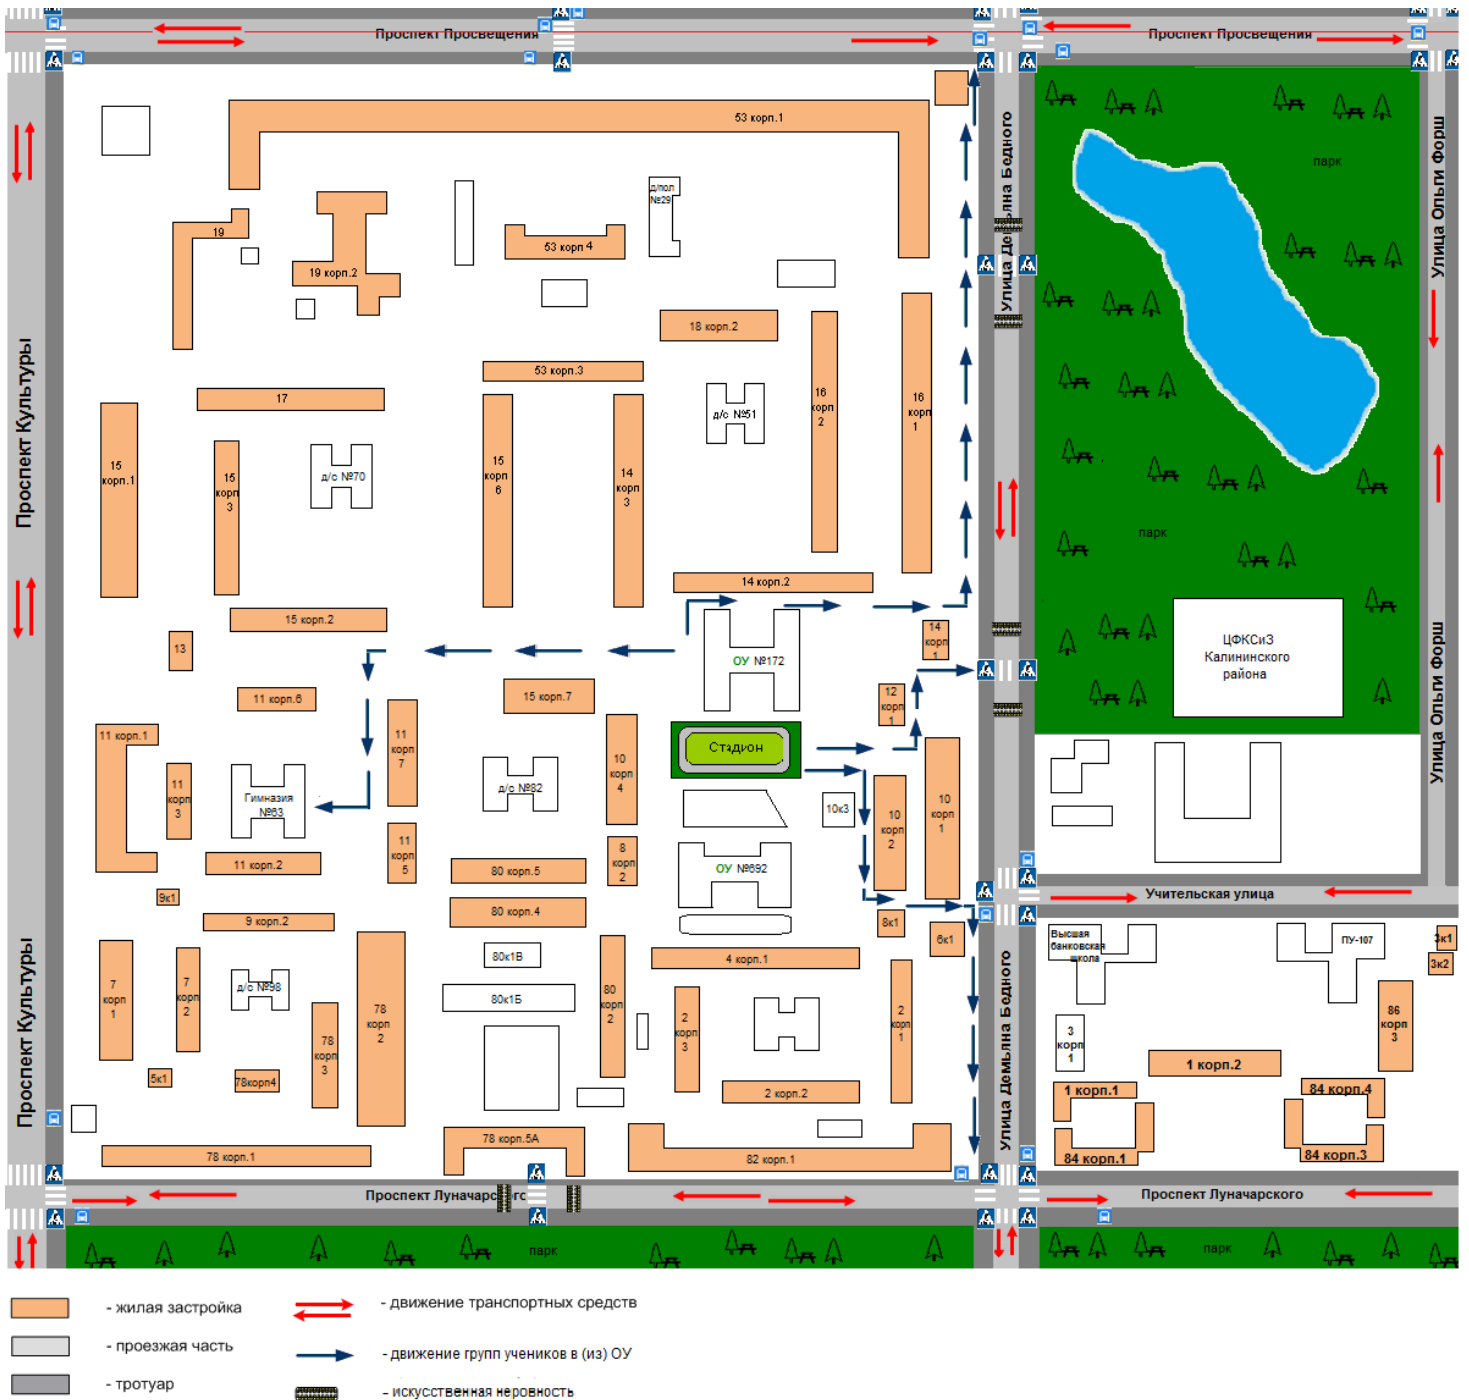 Проспект Просвещения
Проспект Просвещения
53 корп.1
парк
д/пол
№29
19
53 корп 4
19 корп.2
18 корп.2
53 корп.3
17
16
корп
2
16
корп
1
д/с №51
15
корп.1
15
корп
3
д/с №70
15
корп
6
14
корп
3
парк
14 корп.2
15 корп.2
13
14
корп
1
ОУ №172
ЦФКСиЗ
Калининского
района
11 корп.6
15 корп.7
12
корп
1
11 корп.1
11
корп
7
10
корп
4
Стадион
11
корп
3
Гимназия
№63
д/с №82
10к3
10
корп
2
10
корп
1
11 корп.2
11
корп
5
80 корп.5
8
корп
2
ОУ №692
Учительская улица
9к1
9 корп.2
80 корп.4
8к1
6к1
Высшая
банковская
школа
ПУ-107
3к1
3к2
80к1В
4 корп.1
7
корп
1
7
корп
2
д/с №98
78
корп
2
80к1Б
80
корп
2
2
корп
3
2
корп
1
3
корп
1
86
корп
3
78
корп
3
5к1
78корп4
2 корп.2
1 корп.2
1 корп.1
84 корп.4
78 корп.1
78 корп.5А
82 корп.1
84 корп.1
84 корп.3
Проспект Культуры
Проспект Культуры
Улица Демьяна Бедного
Улица Демьяна Бедного
Улица Ольги Форш
Улица Ольги Форш
Проспект Луначарского
Проспект Луначарского
парк
парк
- жилая застройка
- проезжая часть
- тротуар
- движение транспортных средств
- движение групп учеников в (из) ОУ
- искусственная неровность